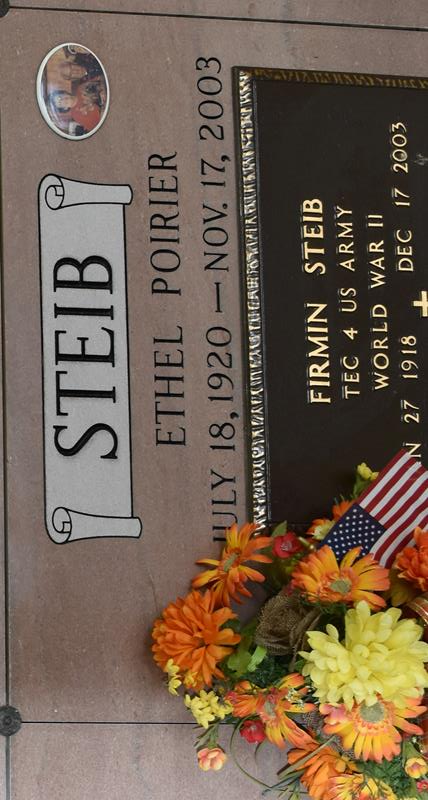 STEIB
ETHEL POIRIER
JULY 18, 1920 — NOV. 17, 2003
FIRMIN STEIB
TEC 4 US ARMY
WORLD WAR II
27 1918 DEC 17 2003